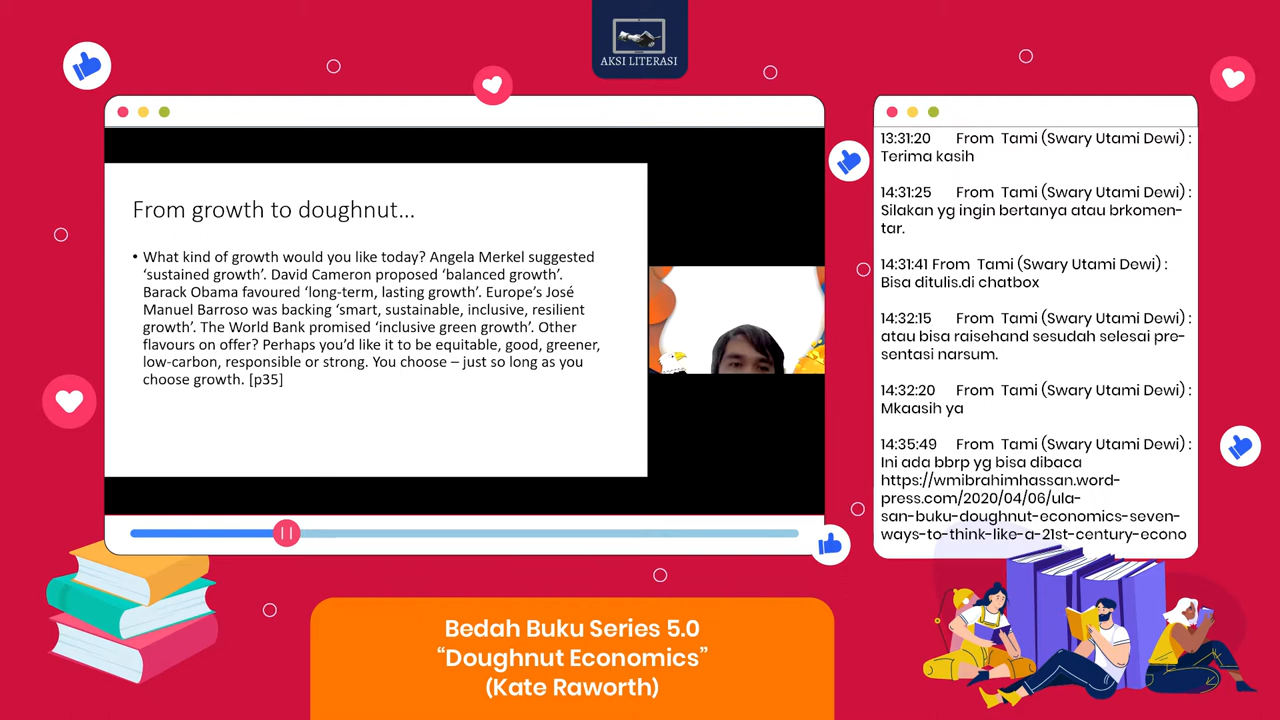 AKSI LITERASI
From growth to doughnut...
• What kind of growth would you like today? Angela Merkel suggested
‘sustained growth’. David Cameron proposed ‘balanced growth’.
Barack Obama favoured ‘long-term, lasting growth’. Europe’s José
Manuel Barroso was backing ‘smart, sustainable, inclusive, resilient
growth’. The World Bank promised ‘inclusive green growth’. Other
flavours on offer? Perhaps you’d like it to be equitable, good, greener,
low-carbon, responsible or strong. You choose – just so long as you
choose growth. [p35]
13:31:20 From Tami (Swary Utami Dewi) :
Terima kasih
14:31:25 From Tami (Swary Utami Dewi) :
Silakan yg ingin bertanya atau brkomen-
tar.
14:31:41 From Tami (Swary Utami Dewi) :
Bisa ditulis.di chatbox
14:32:15 From Tami (Swary Utami Dewi) :
atau bisa raisehand sesudah selesai pre-
sentasi narsum.
14:32:20 From Tami (Swary Utami Dewi) :
Mkaasih ya
14:35:49 From Tami (Swary Utami Dewi) :
Ini ada bbrp yg bisa dibaca
https://wmibrahimhassan.word-
press.com/2020/04/06/ula-
san-buku-doughnut-economics-seven-
ways-to-think-like-a-21st-century-econo
Bedah Buku Series 5.0
“Doughnut Economics”
(Kate Raworth)